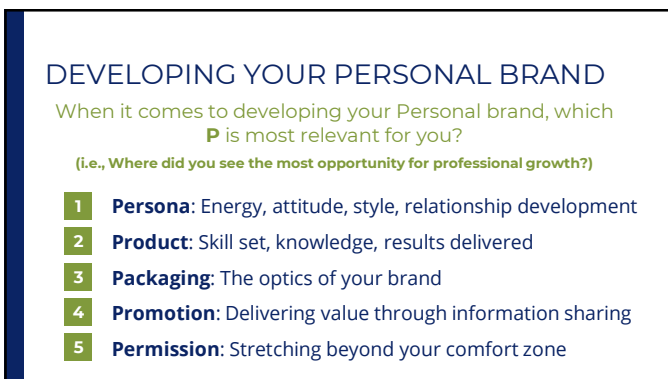 DEVELOPING YOUR PERSONAL BRAND
When it comes to developing your Personal brand, which
P is most relevant for you?
(i.e., Where did you see the most opportunity for professional growth?)
1 Persona: Energy, attitude, style, relationship development
2 Product: Skill set, knowledge, results delivered
3 Packaging: The optics of your brand
4 Promotion: Delivering value through information sharing
5 Permission: Stretching beyond your comfort zone